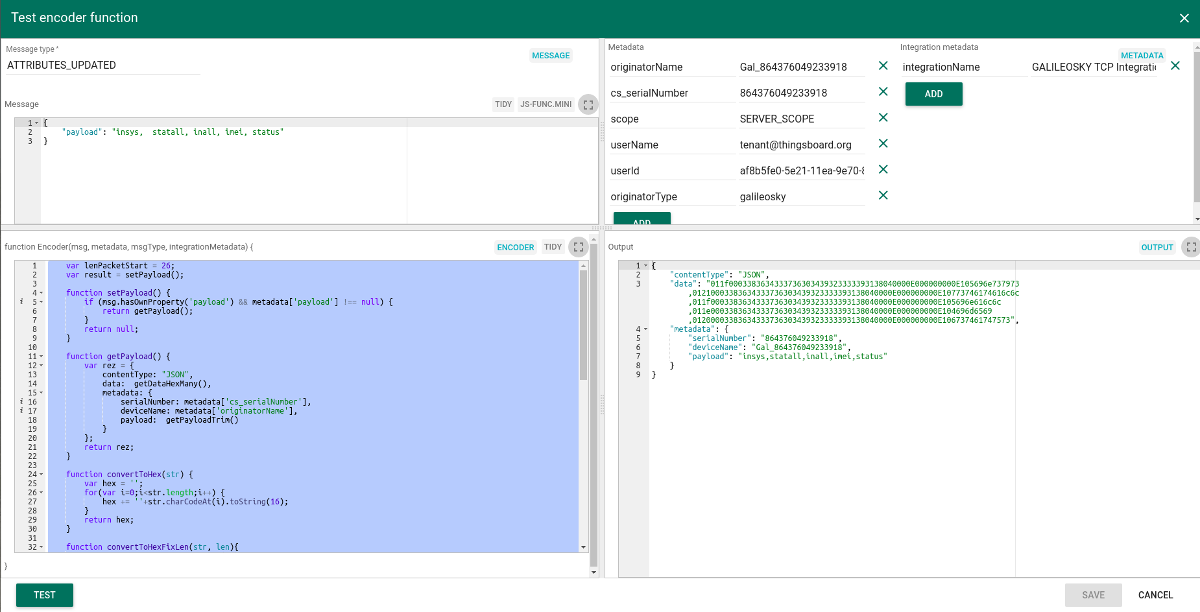 Test encoder function
Message type *
MESSAGE
ATTRIBUTES_UPDATED
Message
TIDY JS-FUNC.MINI
1 {
2 "payload": "insys,  statall, inall, imei, status"
3 }
Metadata
originatorName Gal_864376049233918
cs_serialNumber 864376049233918
scope SERVER_SCOPE
userName tenant@thingsboard.org
userId af8b5fe0-5e21-11ea-9e70-8
originatorType galileosky
ADD
Integration metadata
METADATA
integrationName GALILEOSKY TCP Integratio
ADD
function Encoder(msg, metadata, msgType, integrationMetadata) {
ENCODER TIDY
1 var lenPacketStart = 26;
2 var result = setPayload();
3
4 function setPayload() {
5 if (msg.hasOwnProperty('payload') && metadata['payload'] !== null) {
6 return getPayload();
7 }
8 return null;
9 }
10
11 function getPayload() {
12 var rez = {
13 contentType: "JSON",
14 data:  getDataHexMany(),
15 metadata: {
16 serialNumber: metadata['cs_serialNumber'],
17 deviceName: metadata['originatorName'],
18 payload:  getPayloadTrim()
19 }
20 };
21 return rez;
22 }
23
24 function convertToHex(str) {
25 var hex = '';
26 for(var i=0;i<str.length;i++) {
27 hex += ''+str.charCodeAt(i).toString(16);
28 }
29 return hex;
30 }
31
32 function convertToHexFixLen(str, len){
}
Output
OUTPUT
1 {
2 "contentType": "JSON",
3 "data": "011f000338363433373630343932333393138040000E000000000E105696e737973
,01210003383634333736303439323333393138040000E000000000E10773746174616c6c
,011f0003383634333736303439323333393138040000E000000000E105696e616c6c
,011e0003383634333736303439323333393138040000E000000000E104696d6569
,01200003383634333736303439323333393138040000E000000000E106737461747573",
4 "metadata": {
5 "serialNumber": "864376049233918",
6 "deviceName": "Gal_864376049233918",
7 "payload": "insys,statall,inall,imei,status"
8 }
9 }
TEST
SAVE CANCEL